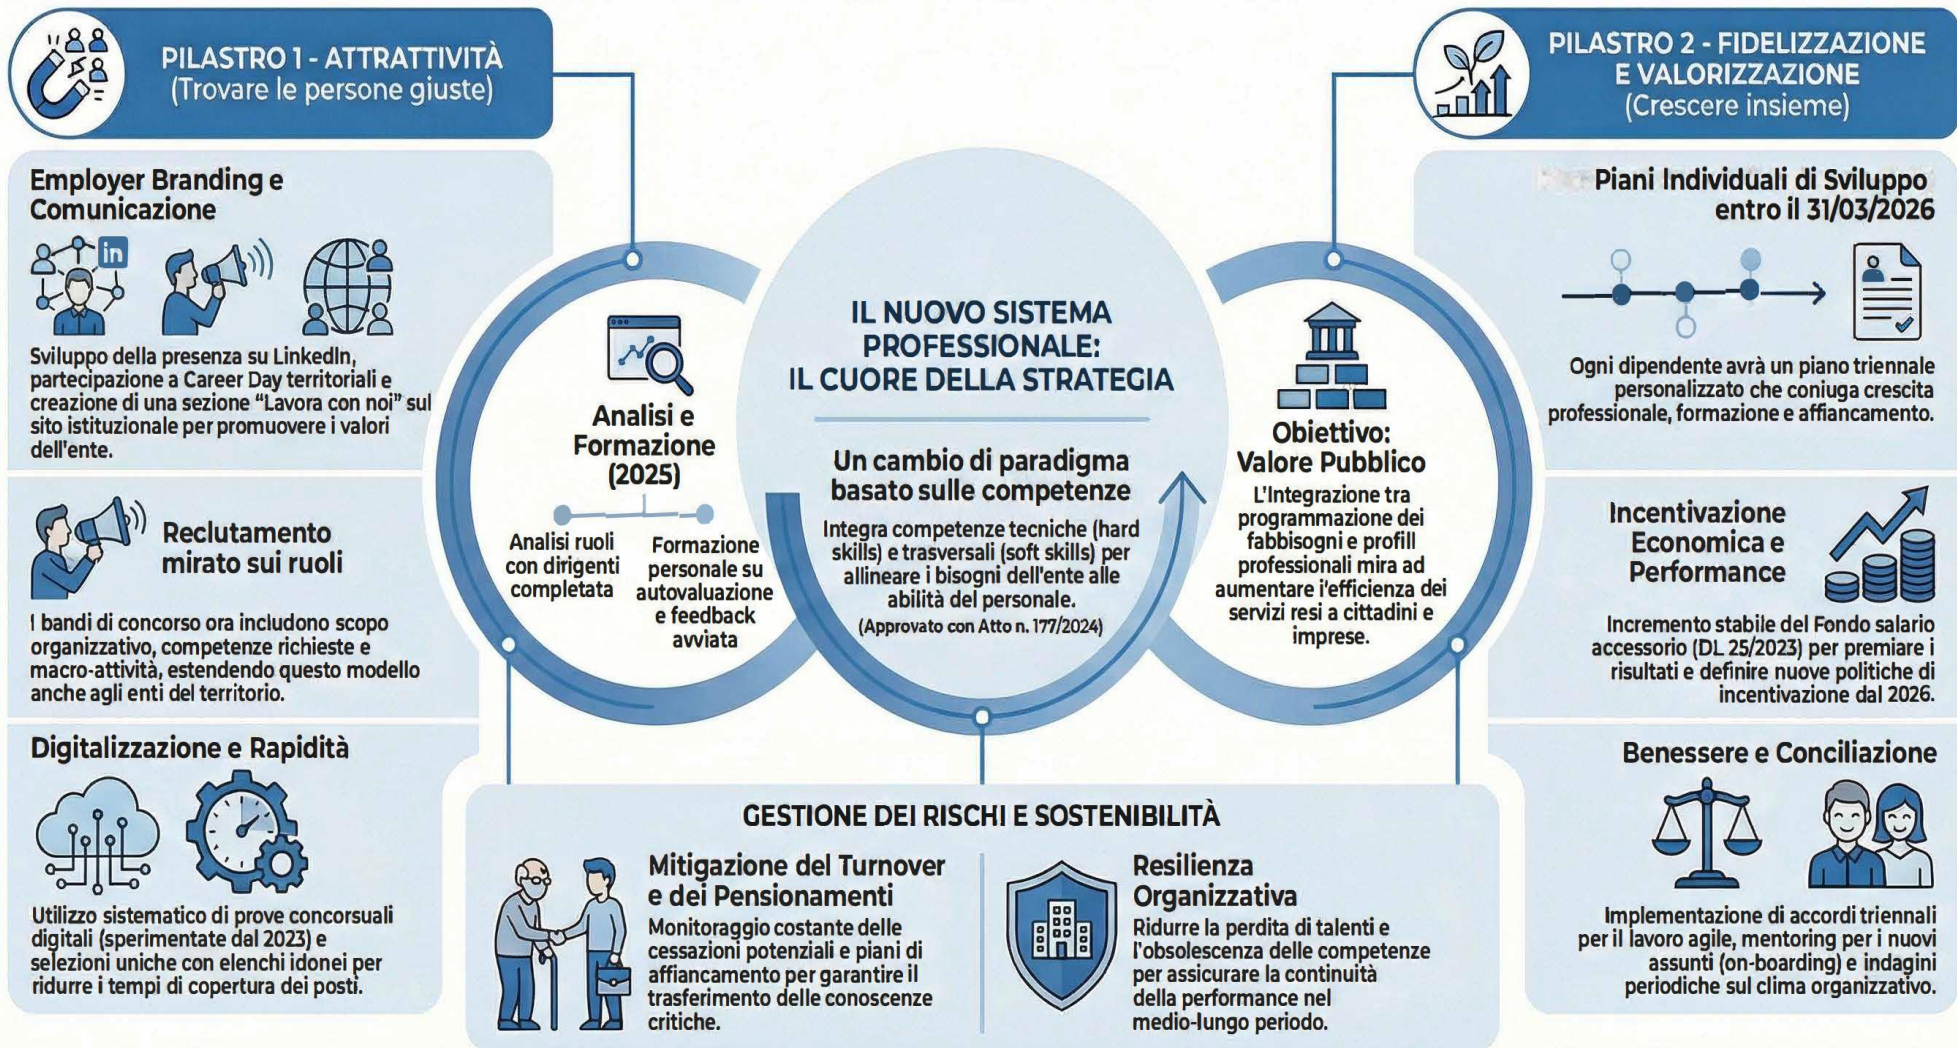 PILASTRO 1 - ATTRATTIVITÀ
(Trovare le persone giuste)
Employer Branding e
Comunicazione
in
Sviluppo della presenza su LinkedIn,
partecipazione a Career Day territoriali e
creazione di una sezione “Lavora con noi” sul
sito istituzionale per promuovere i valori
dell'ente.
Reclutamento
mirato sui ruoli
I bandi di concorso ora includono scopo
organizzativo, competenze richieste e
macro-attività, estendendo questo modello
anche agli enti del territorio.
Digitalizzazione e Rapidità
Utilizzo sistematico di prove concorsuali
digitali (sperimentate dal 2023) e
selezioni uniche con elenchi idonei per
ridurre i tempi di copertura dei posti.
Analisi e
Formazione
(2025)
Analisi ruoli
con dirigenti
completata
Formazione
personale su
autovaluazione
e feedback
avviata
IL NUOVO SISTEMA
PROFESSIONALE:
IL CUORE DELLA STRATEGIA
Un cambio di paradigma
basato sulle competenze
Integra competenze tecniche (hard
skills) e trasversali (soft skills) per
allineare i bisogni dell'ente alle
abilità del personale.
(Approvato con Atto n. 177/2024)
Obiettivo:
Valore Pubblico
L'Integrazione tra
programmazione dei
fabbisogni e profill
professionali mira ad
aumentare i'efficienza dei
servizi resi a cittadini e
imprese.
PILASTRO 2 - FIDELIZZAZIONE
E VALORIZZAZIONE
(Crescere insieme)
Piani Individuali di Sviluppo
entro il 31/03/2026
Ogni dipendente avrà un piano triennale
personalizzato che coniuga crescita
professionale, formazione e affiancamento.
Incentivazione
Economica e
Performance
Incremento stabile del Fondo salario
accessorio (DL 25/2023) per premiare i
risultati e definire nuove politiche di
incentivazione dal 2026.
Benessere e Conciliazione
Implementazione di accordi triennali
per il lavoro agile, mentoring per i nuovi
assunti (on-boarding) e indagini
periodiche sul clima organizzativo.
GESTIONE DEI RISCHI E SOSTENIBILITÀ
Mitigazione del Turnover
e dei Pensionamenti
Monitoraggio costante delle
cessazioni potenziali e piani di
affiancamento per garantire il
trasferimento delle conoscenze
critiche.
Resilienza
Organizzativa
Ridurre la perdita di talenti e
l'obsolescenza delle competenze
per assicurare la continuità
della performance nel
medio-lungo periodo.